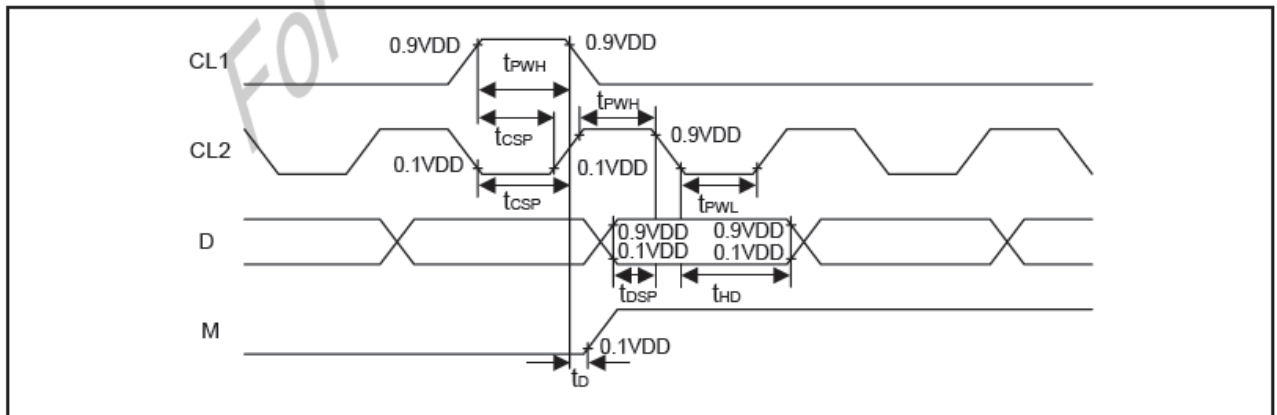 For
CL1
0.9VDD
0.9VDD
tPWH
tPWH
tCSP
CL2
0.9VDD
0.1VDD
0.1VDD
tCSP
tPWL
D
0.9VDD
0.9VDD
0.1VDD
0.1VDD
tDSP
tHD
M
0.1VDD
tD